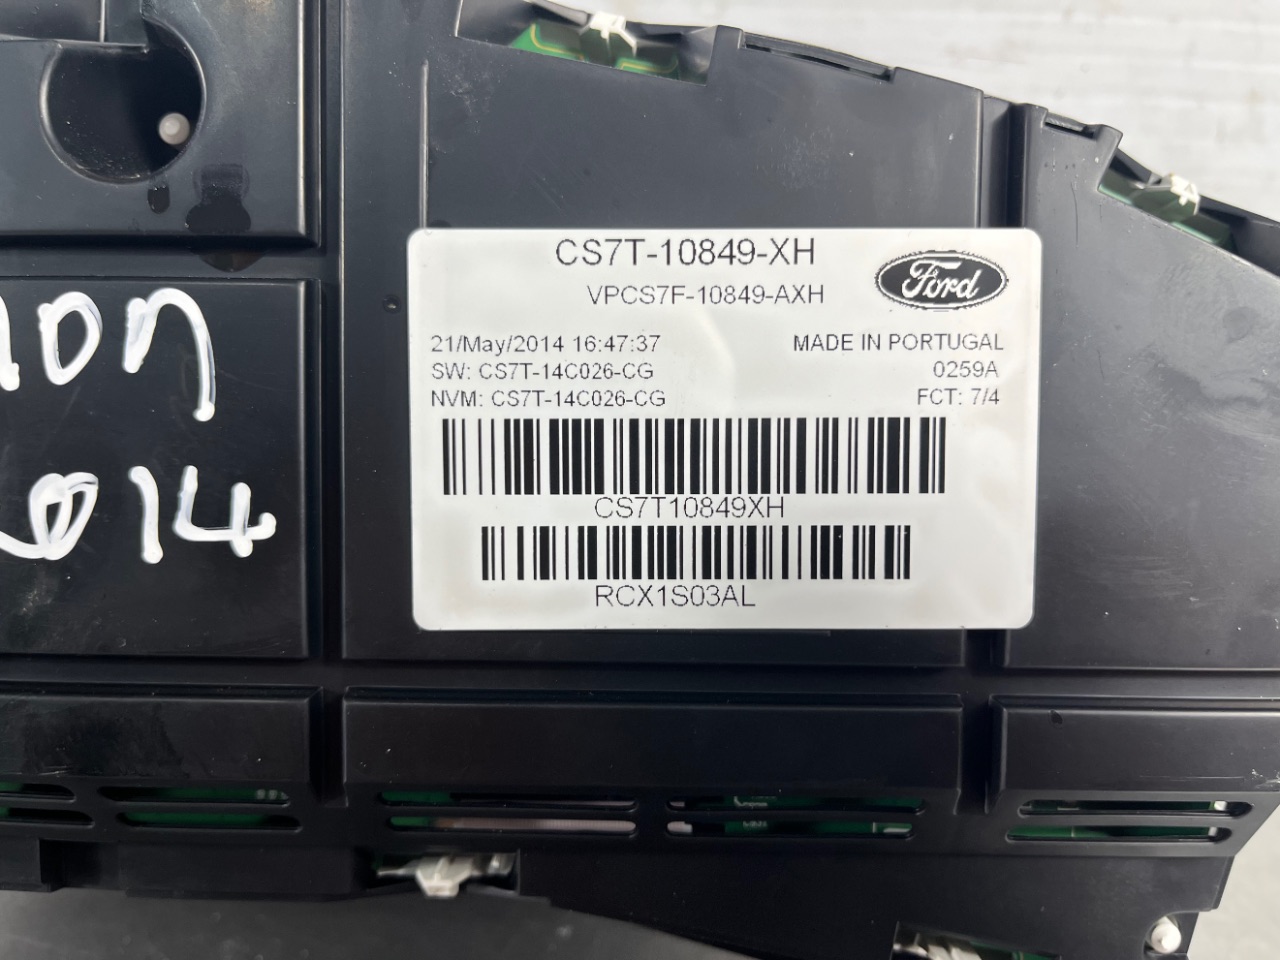 CS7T-10849-XH
VPCS7F-10849-AXH
Ford
21/May/2014 16:47:37
MADE IN PORTUGAL
SW: CS7T-14C026-CG
0259A
NVM: CS7T-14C026-CG
FCT: 7/4
CS7T10849XH
RCX1S03AL
014